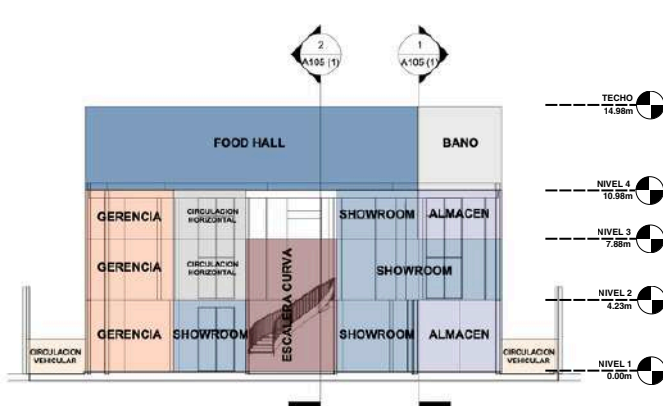 2
A105 (1)
1
A105 (1)
TECHO
14.98m
FOOD HALL
BANO
NIVEL 4
10.98m
GERENCIA
CIRCULACION
HORIZONTAL
SHOWROOM
ALMACEN
NIVEL 3
7.88m
GERENCIA
CIRCULACION
HORIZONTAL
ESCALERA CURVA
SHOWROOM
NIVEL 2
4.23m
GERENCIA
SHOWROOM
SHOWROOM
ALMACEN
CIRCULACION
VEHICULAR
CIRCULACION
VEHICULAR
NIVEL 1
0.00m